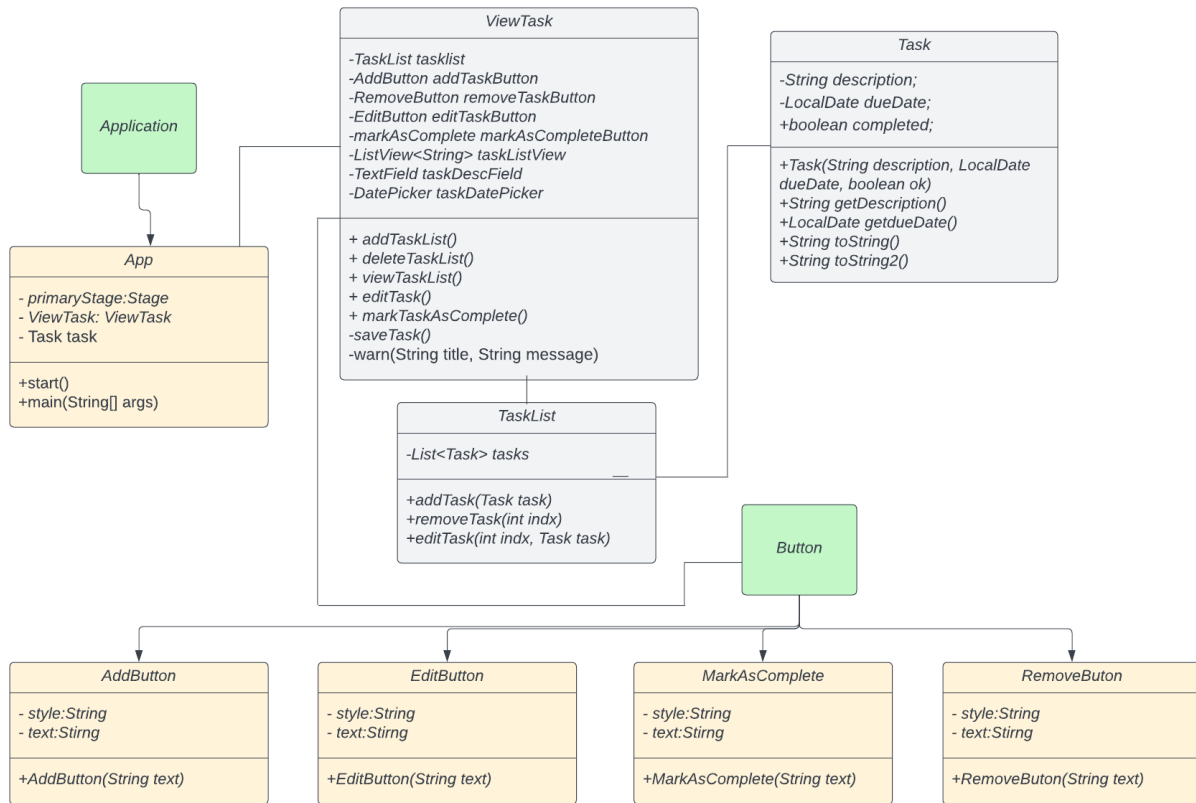 ViewTask
-TaskList tasklist
-AddButton addTaskButton
-RemoveButton removeTaskButton
-EditButton editTaskButton
-markAsComplete markAsCompleteButton
-ListView<String> taskListView
-TextField taskDescField
-DatePicker taskDatePicker
+ addTaskList()
+ deleteTaskList()
+ viewTaskList()
+ editTask()
+ markTaskAsComplete()
-saveTask()
-warn(String title, String message)
Task
-String description;
-LocalDate dueDate;
+boolean completed;
+Task(String description, LocalDate
dueDate, boolean ok)
+String getDescription()
+LocalDate getdueDate()
+String toString()
+String toString2()
Application
App
- primaryStage:Stage
- ViewTask: ViewTask
- Task task
+start()
+main(String[] args)
TaskList
-List<Task> tasks
+addTask(Task task)
+removeTask(int indx)
+editTask(int indx, Task task)
Button
AddButton
- style:String
- text:Stirng
+AddButton(String text)
EditButton
- style:String
- text:Stirng
+EditButton(String text)
MarkAsComplete
- style:String
- text:Stirng
+MarkAsComplete(String text)
RemoveButon
- style:String
- text:Stirng
+RemoveButon(String text)